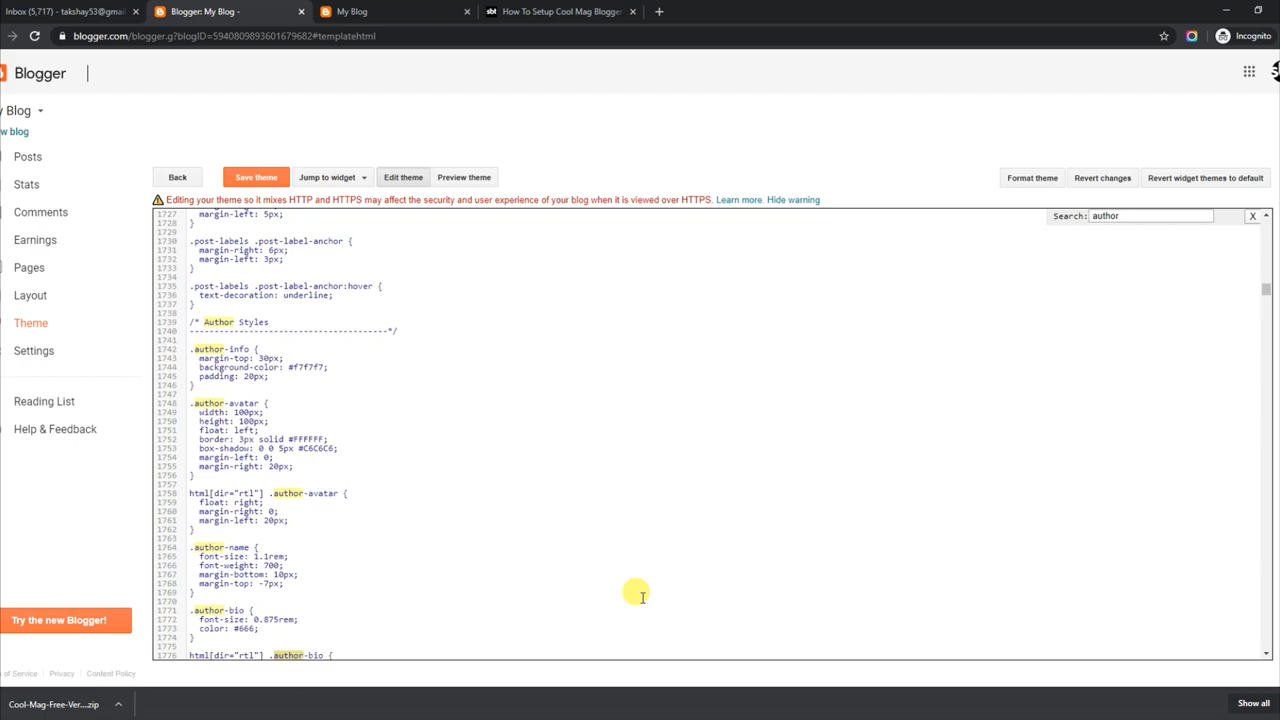 Inbox (5,717) - takshay53@gmail
Blogger: My Blog -
My Blog
sbt How To Setup Cool Mag Blogger
blogger.com/blogger.g?blogID=5940809893601679682#templatehtml
Incognito
Blogger
y Blog
w blog
Posts
Stats
Comments
Earnings
Pages
Layout
Theme
Settings
Reading List
Help & Feedback
Try the new Blogger!
of Service Privacy Content Policy
Back Save theme Jump to widget Edit theme Preview theme Format theme Revert changes Revert widget themes to default
Editing your theme so it mixes HTTP and HTTPS may affect the security and user experience of your blog when it is viewed over HTTPS. Learn more. Hide warning
Search: author X
1727 margin-left: 5px;
1728 }
1729
1730 .post-labels .post-label-anchor {
1731 margin-right: 6px;
1732 margin-left: 3px;
1733 }
1734
1735 .post-labels .post-label-anchor:hover {
1736 text-decoration: underline;
1737 }
1738
1739 /* Author Styles
1740 ----------------------------------------*/
1741
1742 .author-info {
1743 margin-top: 30px;
1744 background-color: #f7f7f7;
1745 padding: 20px;
1746 }
1747
1748 .author-avatar {
1749 width: 100px;
1750 height: 100px;
1751 float: left;
1752 border: 3px solid #FFFFFF;
1753 box-shadow: 0 0 5px #C6C6C6;
1754 margin-left: 0;
1755 margin-right: 20px;
1756 }
1757
1758 html[dir="rtl"] .author-avatar {
1759 float: right;
1760 margin-right: 0;
1761 margin-left: 20px;
1762 }
1763
1764 .author-name {
1765 font-size: 1.1rem;
1766 font-weight: 700;
1767 margin-bottom: 10px;
1768 margin-top: -7px;
1769 }
1770
1771 .author-bio {
1772 font-size: 0.875rem;
1773 color: #666;
1774 }
1775
1776 html[dir="rtl"] .author-bio {
Cool-Mag-Free-Ver....zip
Show all